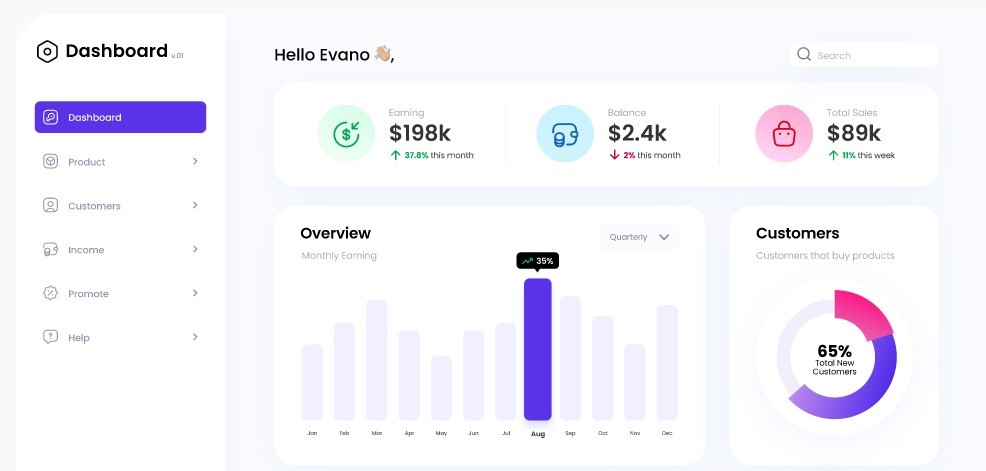 Dashboard v.01
Dashboard
Product
Customers
Income
Promote
Help
Hello Evano 👋🏼,
Search
Earning
$198k
37.8% this month
Balance
$2.4k
2% this month
Total Sales
$89k
11% this week
Overview
Monthly Earning
Quarterly
35%
Jan Feb Mar Apr May Jun Jul Aug Sep Oct Nov Dec
Customers
Customers that buy products
65%
Total New
Customers